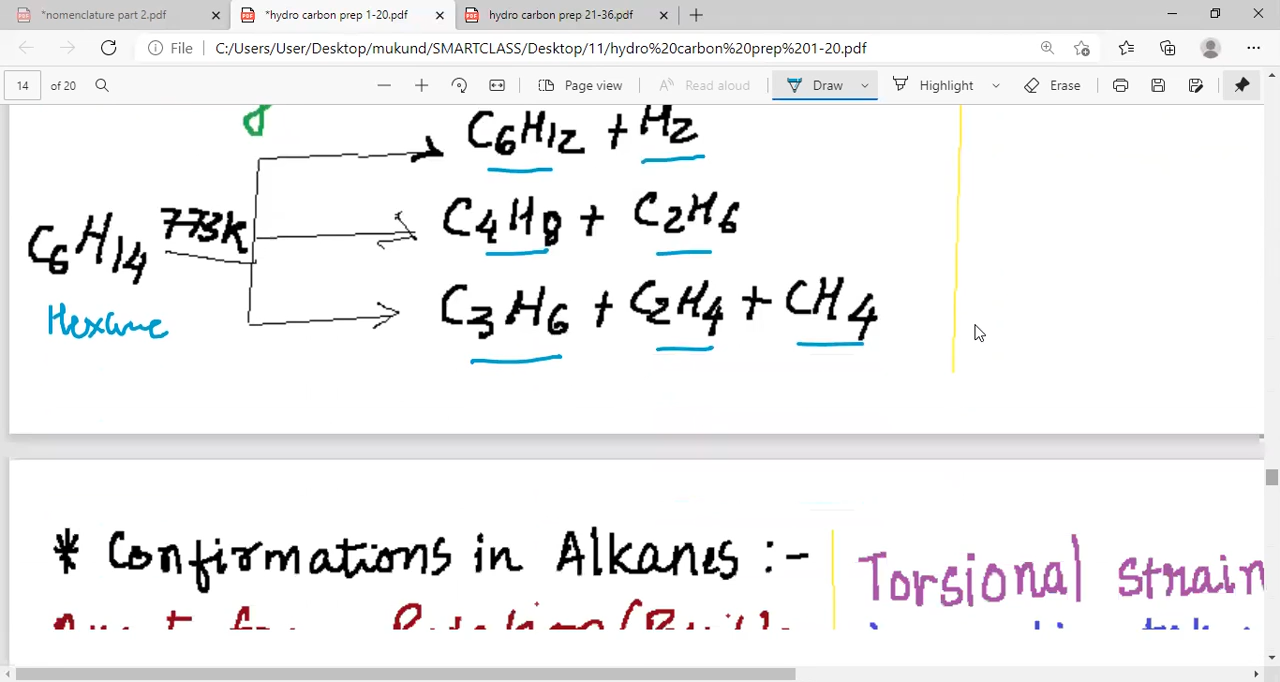 *nomenclature part 2.pdf
*hydro carbon prep 1-20.pdf
hydro carbon prep 21-36.pdf
File
C:/Users/User/Desktop/mukund/SMARTCLASS/Desktop/11/hydro%20carbon%20prep%201-20.pdf
14 of 20
Page view
Read aloud
Draw
Highlight
Erase
C6H12 + H2
C6H14 773K
C4H8 + C2H6
Hexane
C3H6 + C2H4 + CH4
* Confirmations in Alkanes :-
Torsional strain